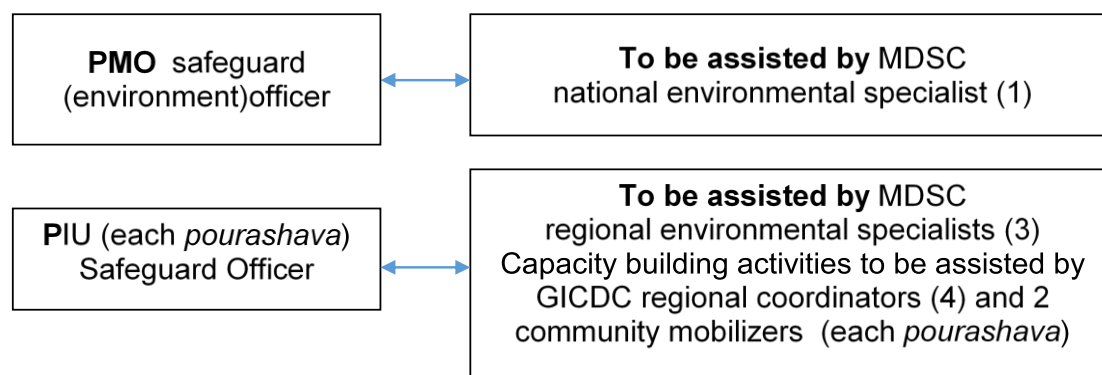 PMO safeguard
(environment)officer
To be assisted by MDSC
national environmental specialist (1)
PIU (each pourashava)
Safeguard Officer
To be assisted by MDSC
regional environmental specialists (3)
Capacity building activities to be assisted by
GICDC regional coordinators (4) and 2
community mobilizers (each pourashava)